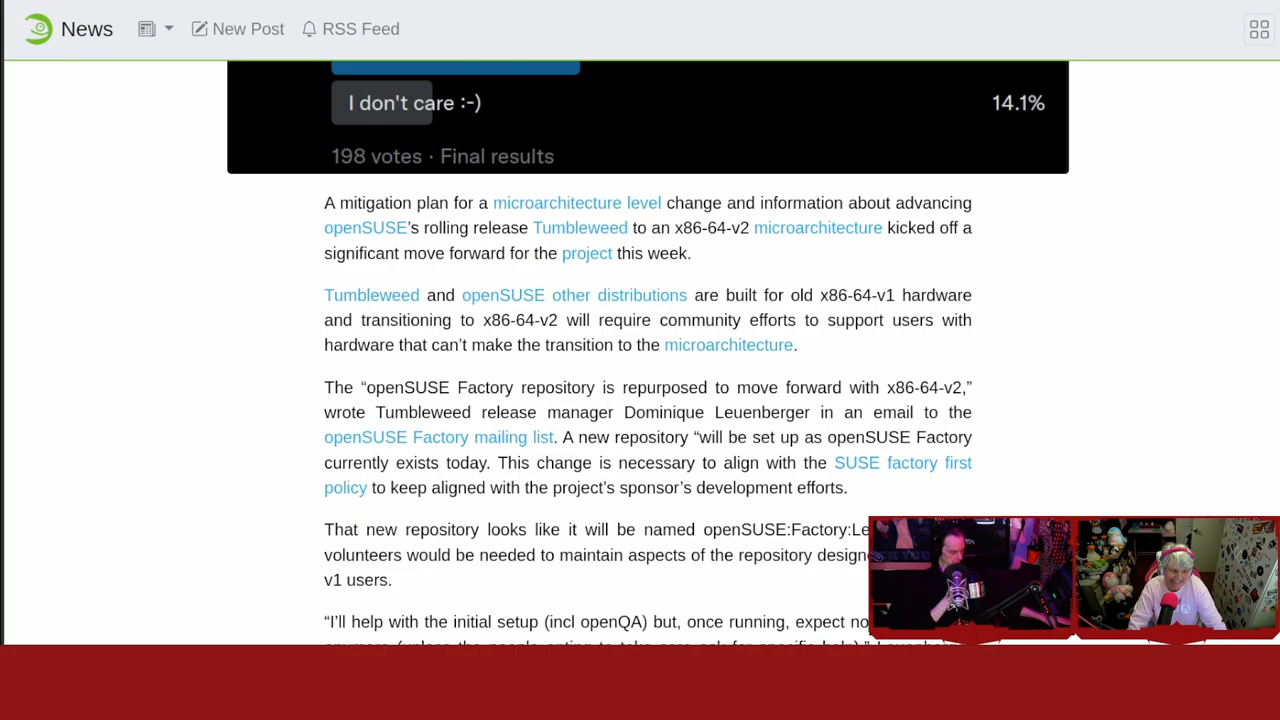 News New Post RSS Feed
I don't care :-) 14.1%
198 votes · Final results
A mitigation plan for a microarchitecture level change and information about advancing
openSUSE’s rolling release Tumbleweed to an x86-64-v2 microarchitecture kicked off a
significant move forward for the project this week.
Tumbleweed and openSUSE other distributions are built for old x86-64-v1 hardware
and transitioning to x86-64-v2 will require community efforts to support users with
hardware that can’t make the transition to the microarchitecture.
The “openSUSE Factory repository is repurposed to move forward with x86-64-v2,”
wrote Tumbleweed release manager Dominique Leuenberger in an email to the
openSUSE Factory mailing list. A new repository “will be set up as openSUSE Factory
currently exists today. This change is necessary to align with the SUSE factory first
policy to keep aligned with the project’s sponsor’s development efforts.
That new repository looks like it will be named openSUSE:Factory:Le
volunteers would be needed to maintain aspects of the repository design
v1 users.
“I’ll help with the initial setup (incl openQA) but, once running, expect no